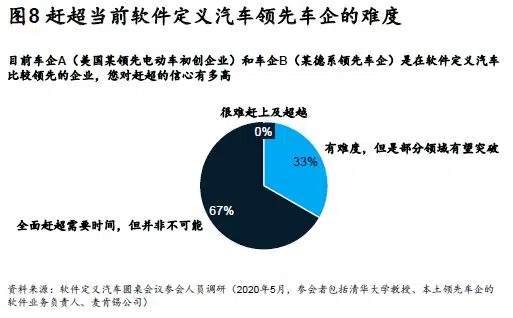 图8 赶超当前软件定义汽车领先车企的难度
目前车企A（美国某领先电动车初创企业）和车企B（某德系领先车企）是在软件定义汽车
比较领先的企业，您对赶超的信心有多高
很难赶上及超越
0%
33%
有难度，但是部分领域有望突破
67%
全面赶超需要时间，但并非不可能
资料来源：软件定义汽车圆桌会议参会人员调研（2020年5月，参会者包括清华大学教授、本土领先车企的
软件业务负责人、麦肯锡公司）